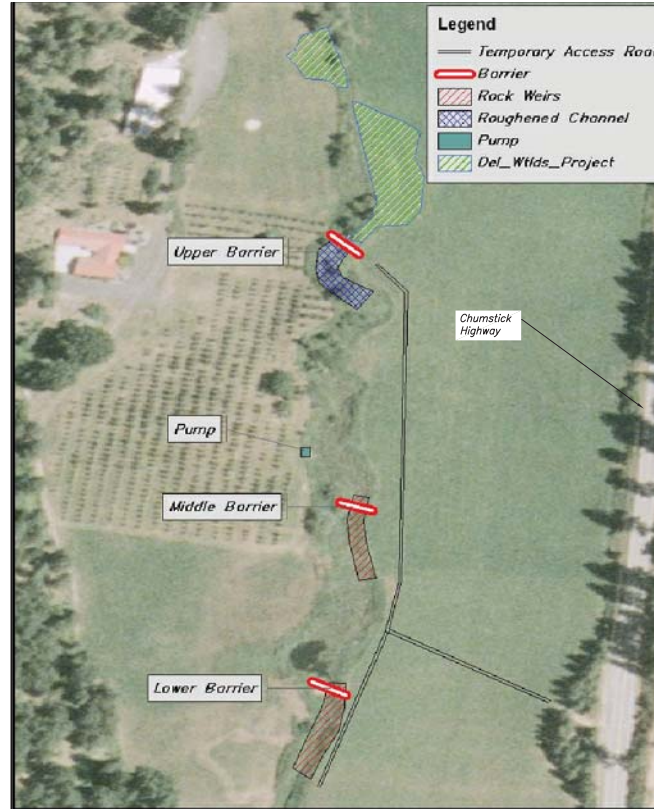 Legend
Temporary Access Road
Barrier
Rock Weirs
Roughened Channel
Pump
Del_Wtlds_Project
Upper Barrier
Chumstick
Highway
Pump
Middle Barrier
Lower Barrier